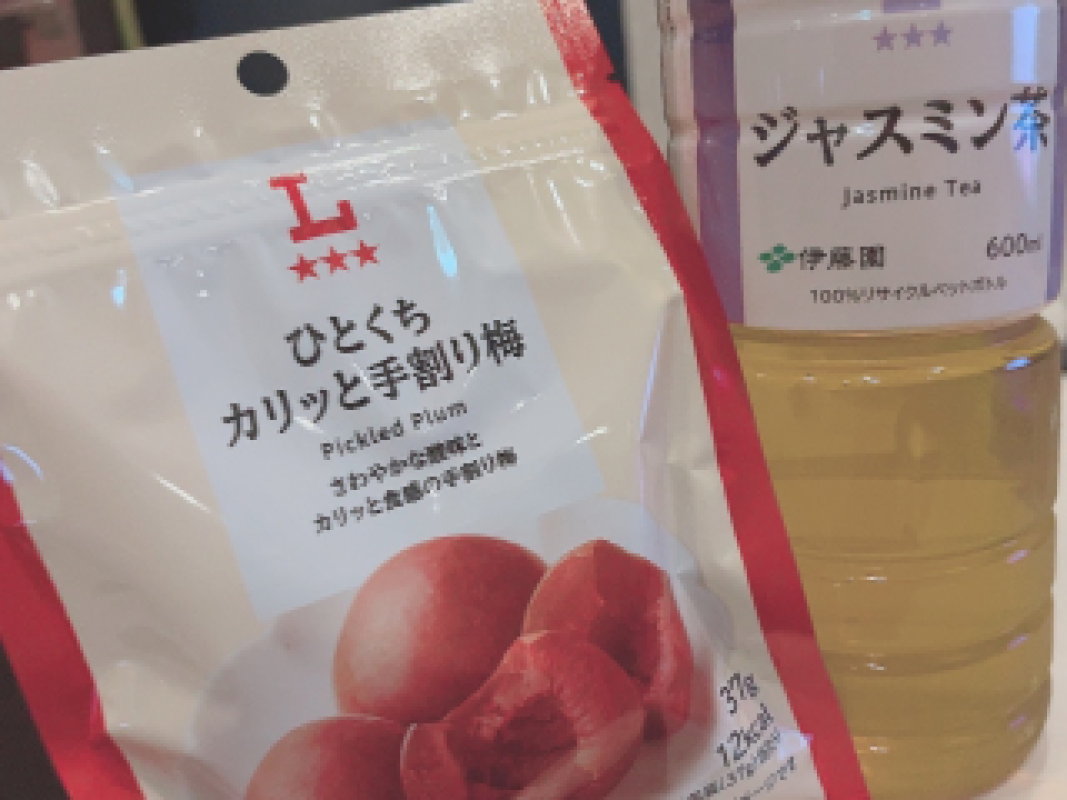 L
★★★
ひとくち
カリッと手割り梅
Pickled Plum
さわやかな酸味と
カリッと食感の手割り梅
37g
12kcal
★★★
ジャスミン茶
Jasmine Tea
伊藤園
600ml
100%リサイクルペットボトル